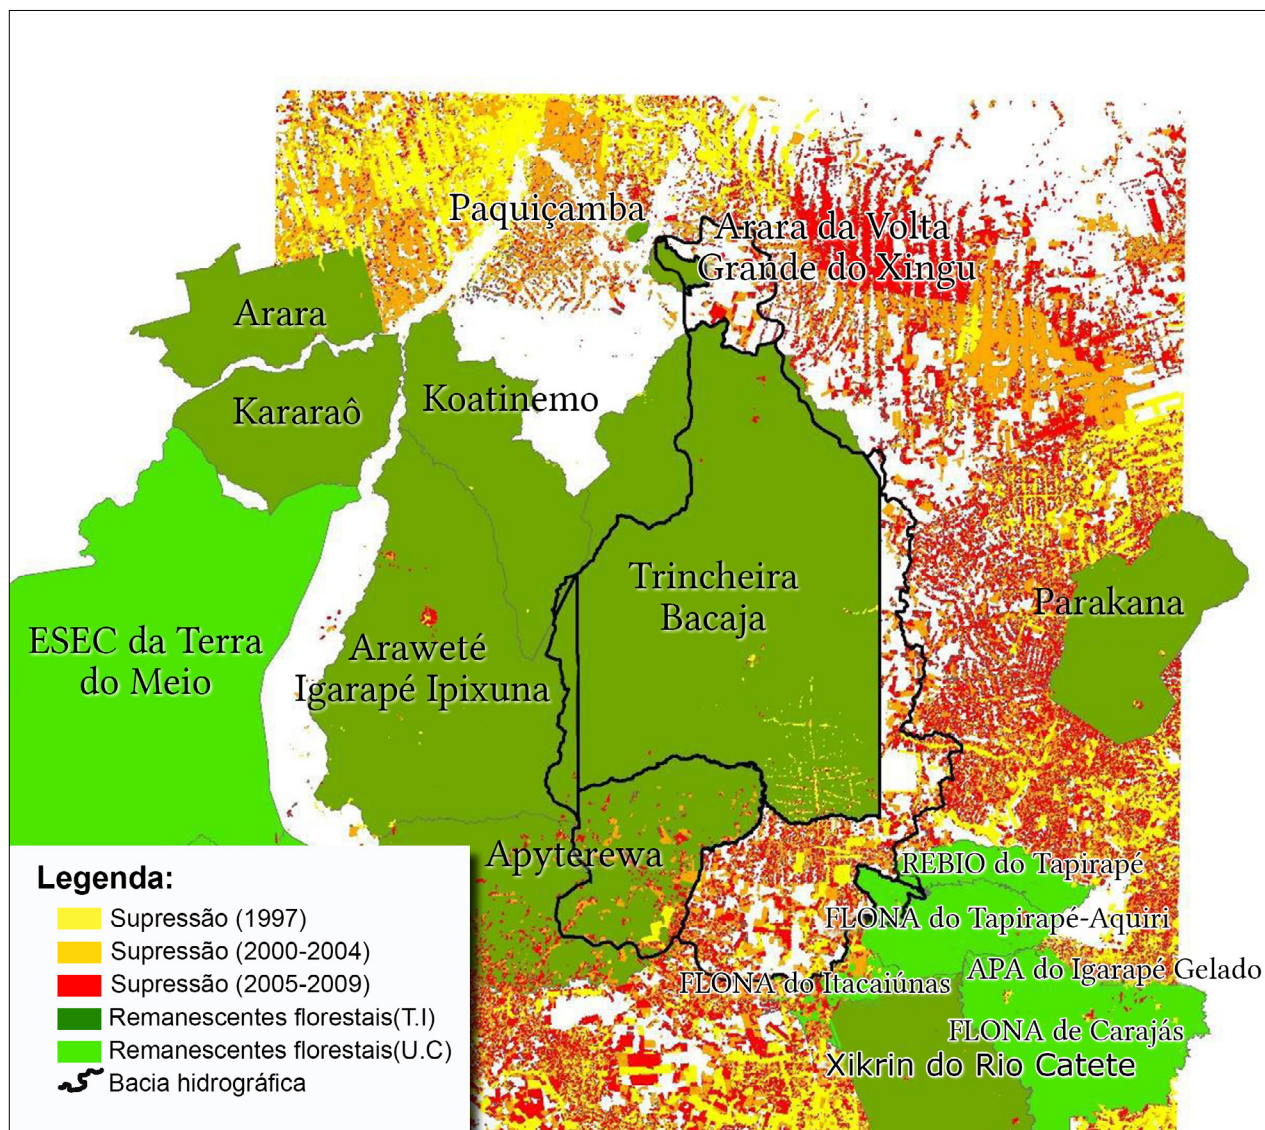 Paquiçamba
Arara da Volta
Grande do Xingu
Arara
Kararaô
Koatinemo
Trincheira
Bacaja
Parakana
ESEC da Terra
do Meio
Araweté
Igarapé Ipixuna
Apyterewa
REBIO do Tapirapé
FLONA do Tapirapé-Aquiri
APA do Igarapé Gelado
FLONA do Itacaiúnas
FLONA de Carajás
Xikrin do Rio Catete
Legenda:
Supressão (1997)
Supressão (2000-2004)
Supressão (2005-2009)
Remanescentes florestais(T.I)
Remanescentes florestais(U.C)
Bacia hidrográfica